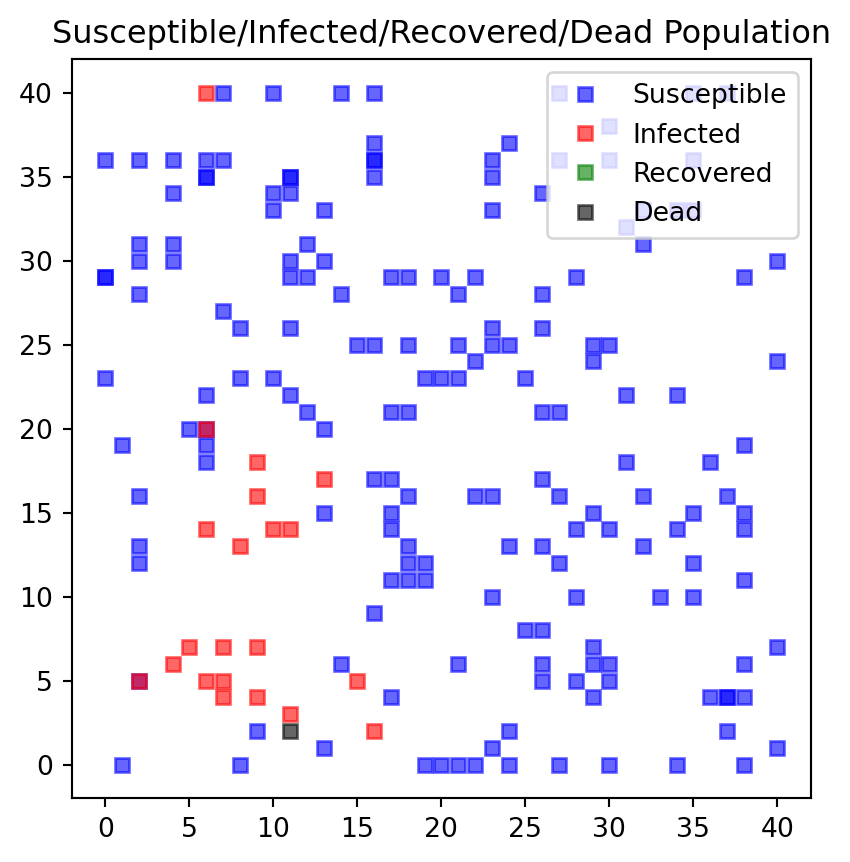 Susceptible/Infected/Recovered/Dead Population
40
35
30
25
20
15
10
5
0
Susceptible
Infected
Recovered
Dead
0 5 10 15 20 25 30 35 40